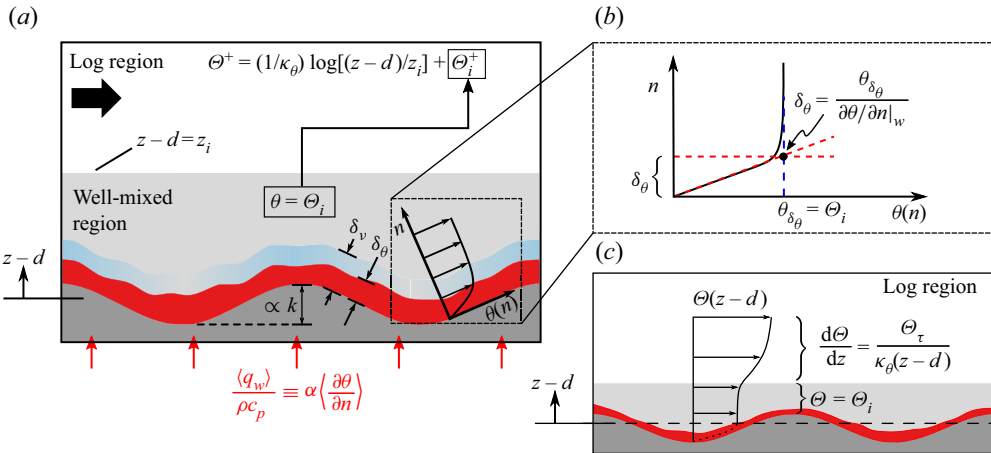 (a)
Log region
Θ⁺ = (1/κ_θ) log[(z – d)/z_i] + Θ_i⁺
z – d = z_i
Well-mixed
region
θ = Θ_i
δ_ν
δ_θ
n
θ(n)
z – d
∝ k
⟨q_w⟩/ρc_p ≡ α⟨∂θ/∂n⟩
(b)
n
δ_θ = θ_{δ_θ}/(∂θ/∂n|_w)
δ_θ
θ_{δ_θ} = Θ_i
θ(n)
(c)
Log region
Θ(z – d)
dΘ/dz = Θ_τ/(κ_θ(z – d))
z – d
Θ = Θ_i